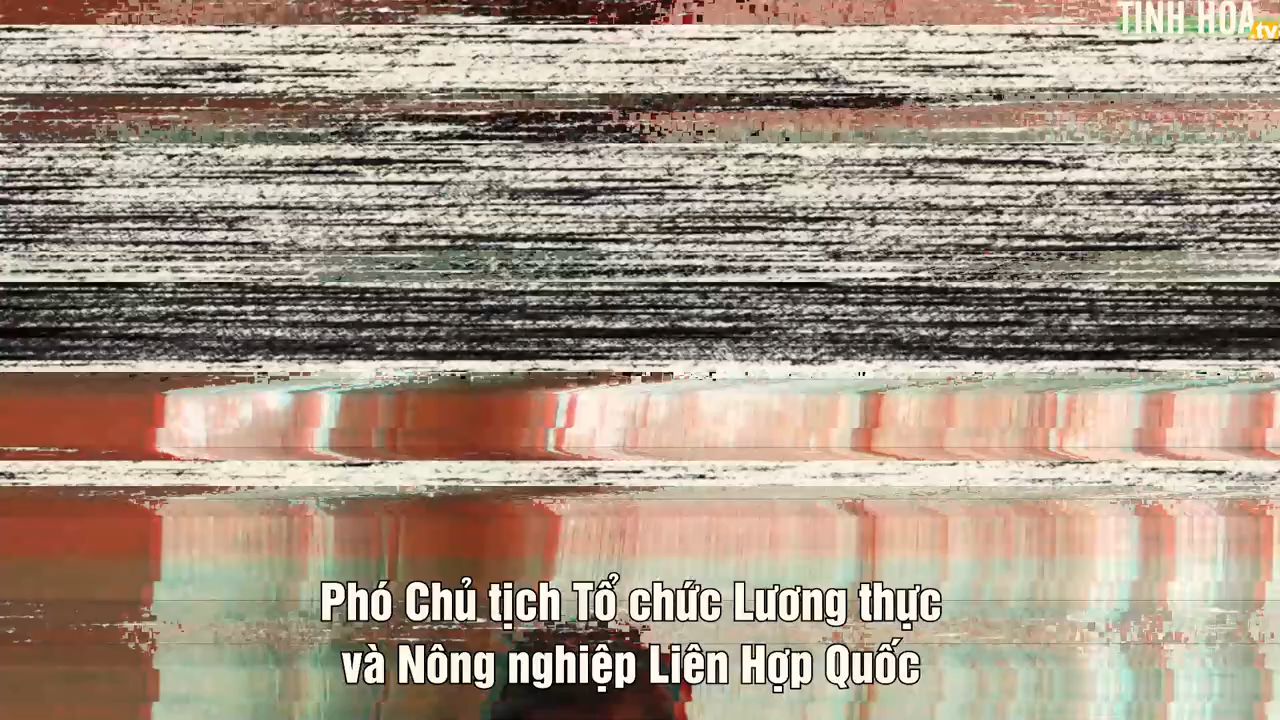 TINH HOA.tv
Phó Chủ tịch Tổ chức Lương thực
và Nông nghiệp Liên Hợp Quốc